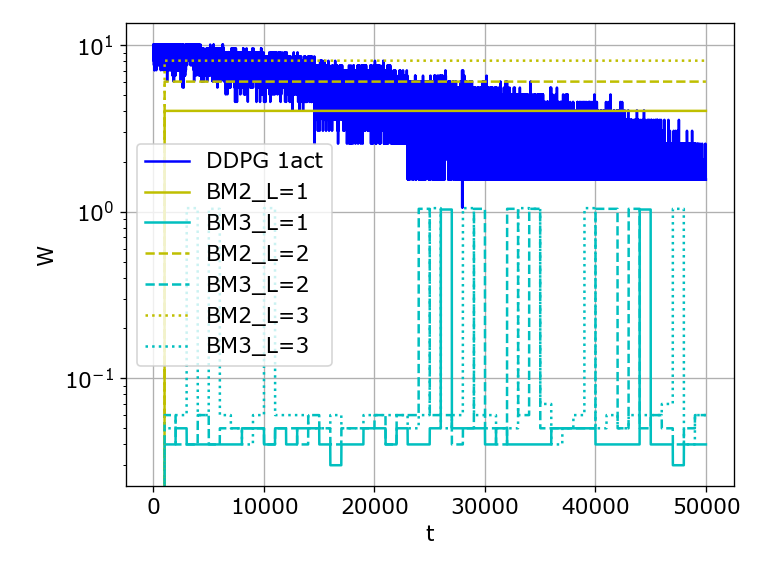 10¹
10⁰
10⁻¹
W
DDPG 1act
BM2_L=1
BM3_L=1
BM2_L=2
BM3_L=2
BM2_L=3
BM3_L=3
0 10000 20000 30000 40000 50000
t